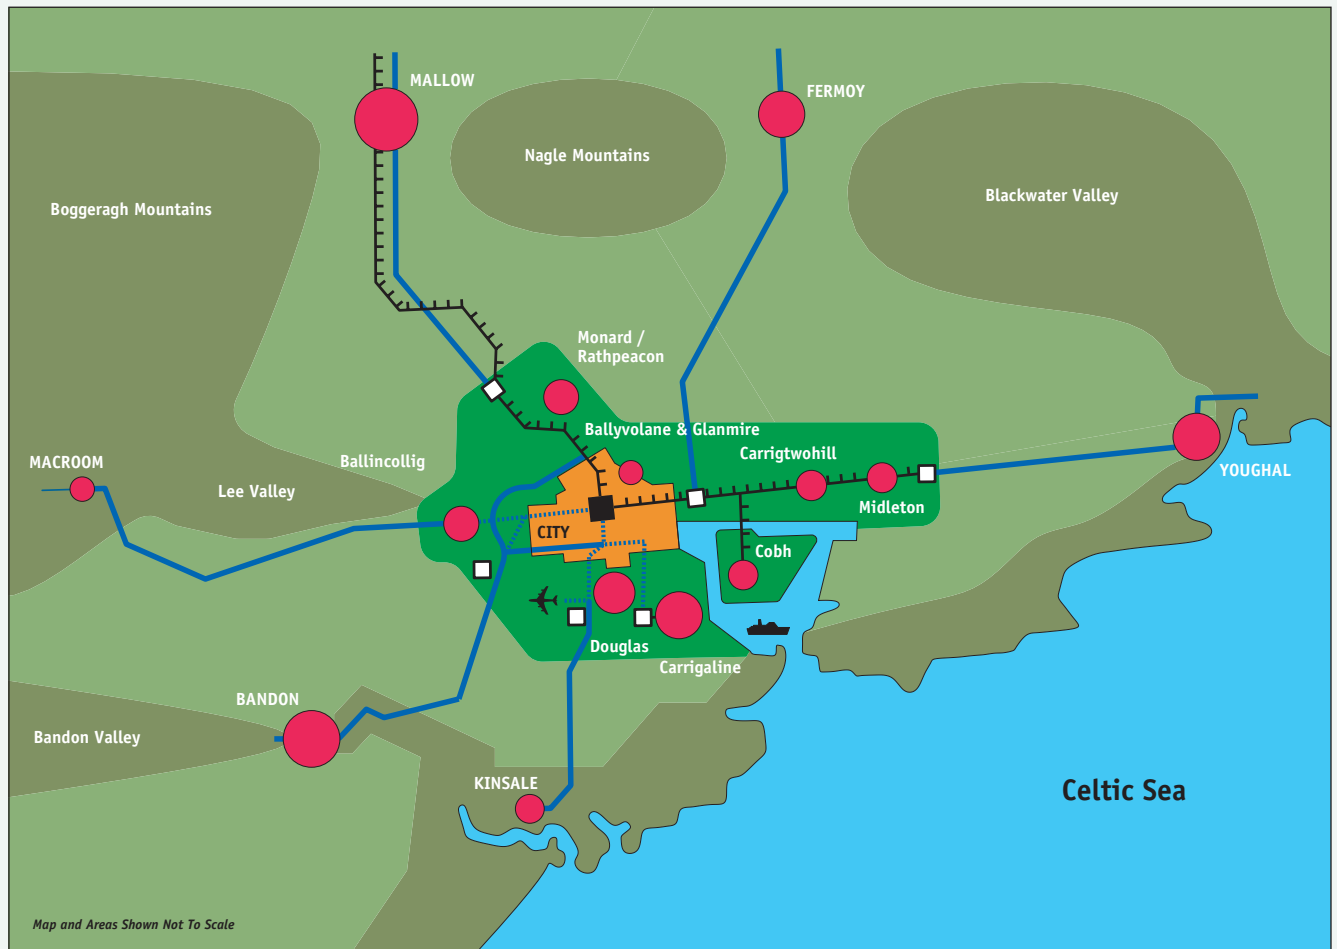 MALLOW
FERMOY
Nagle Mountains
Blackwater Valley
Boggeragh Mountains
Monard /
Rathpeacon
Ballyvolane & Glanmire
Carrigtwohill
Ballincollig
MACROOM
YOUGHAL
Lee Valley
Midleton
CITY
Cobh
Douglas
Carrigaline
BANDON
Bandon Valley
KINSALE
Celtic Sea
Map and Areas Shown Not To Scale